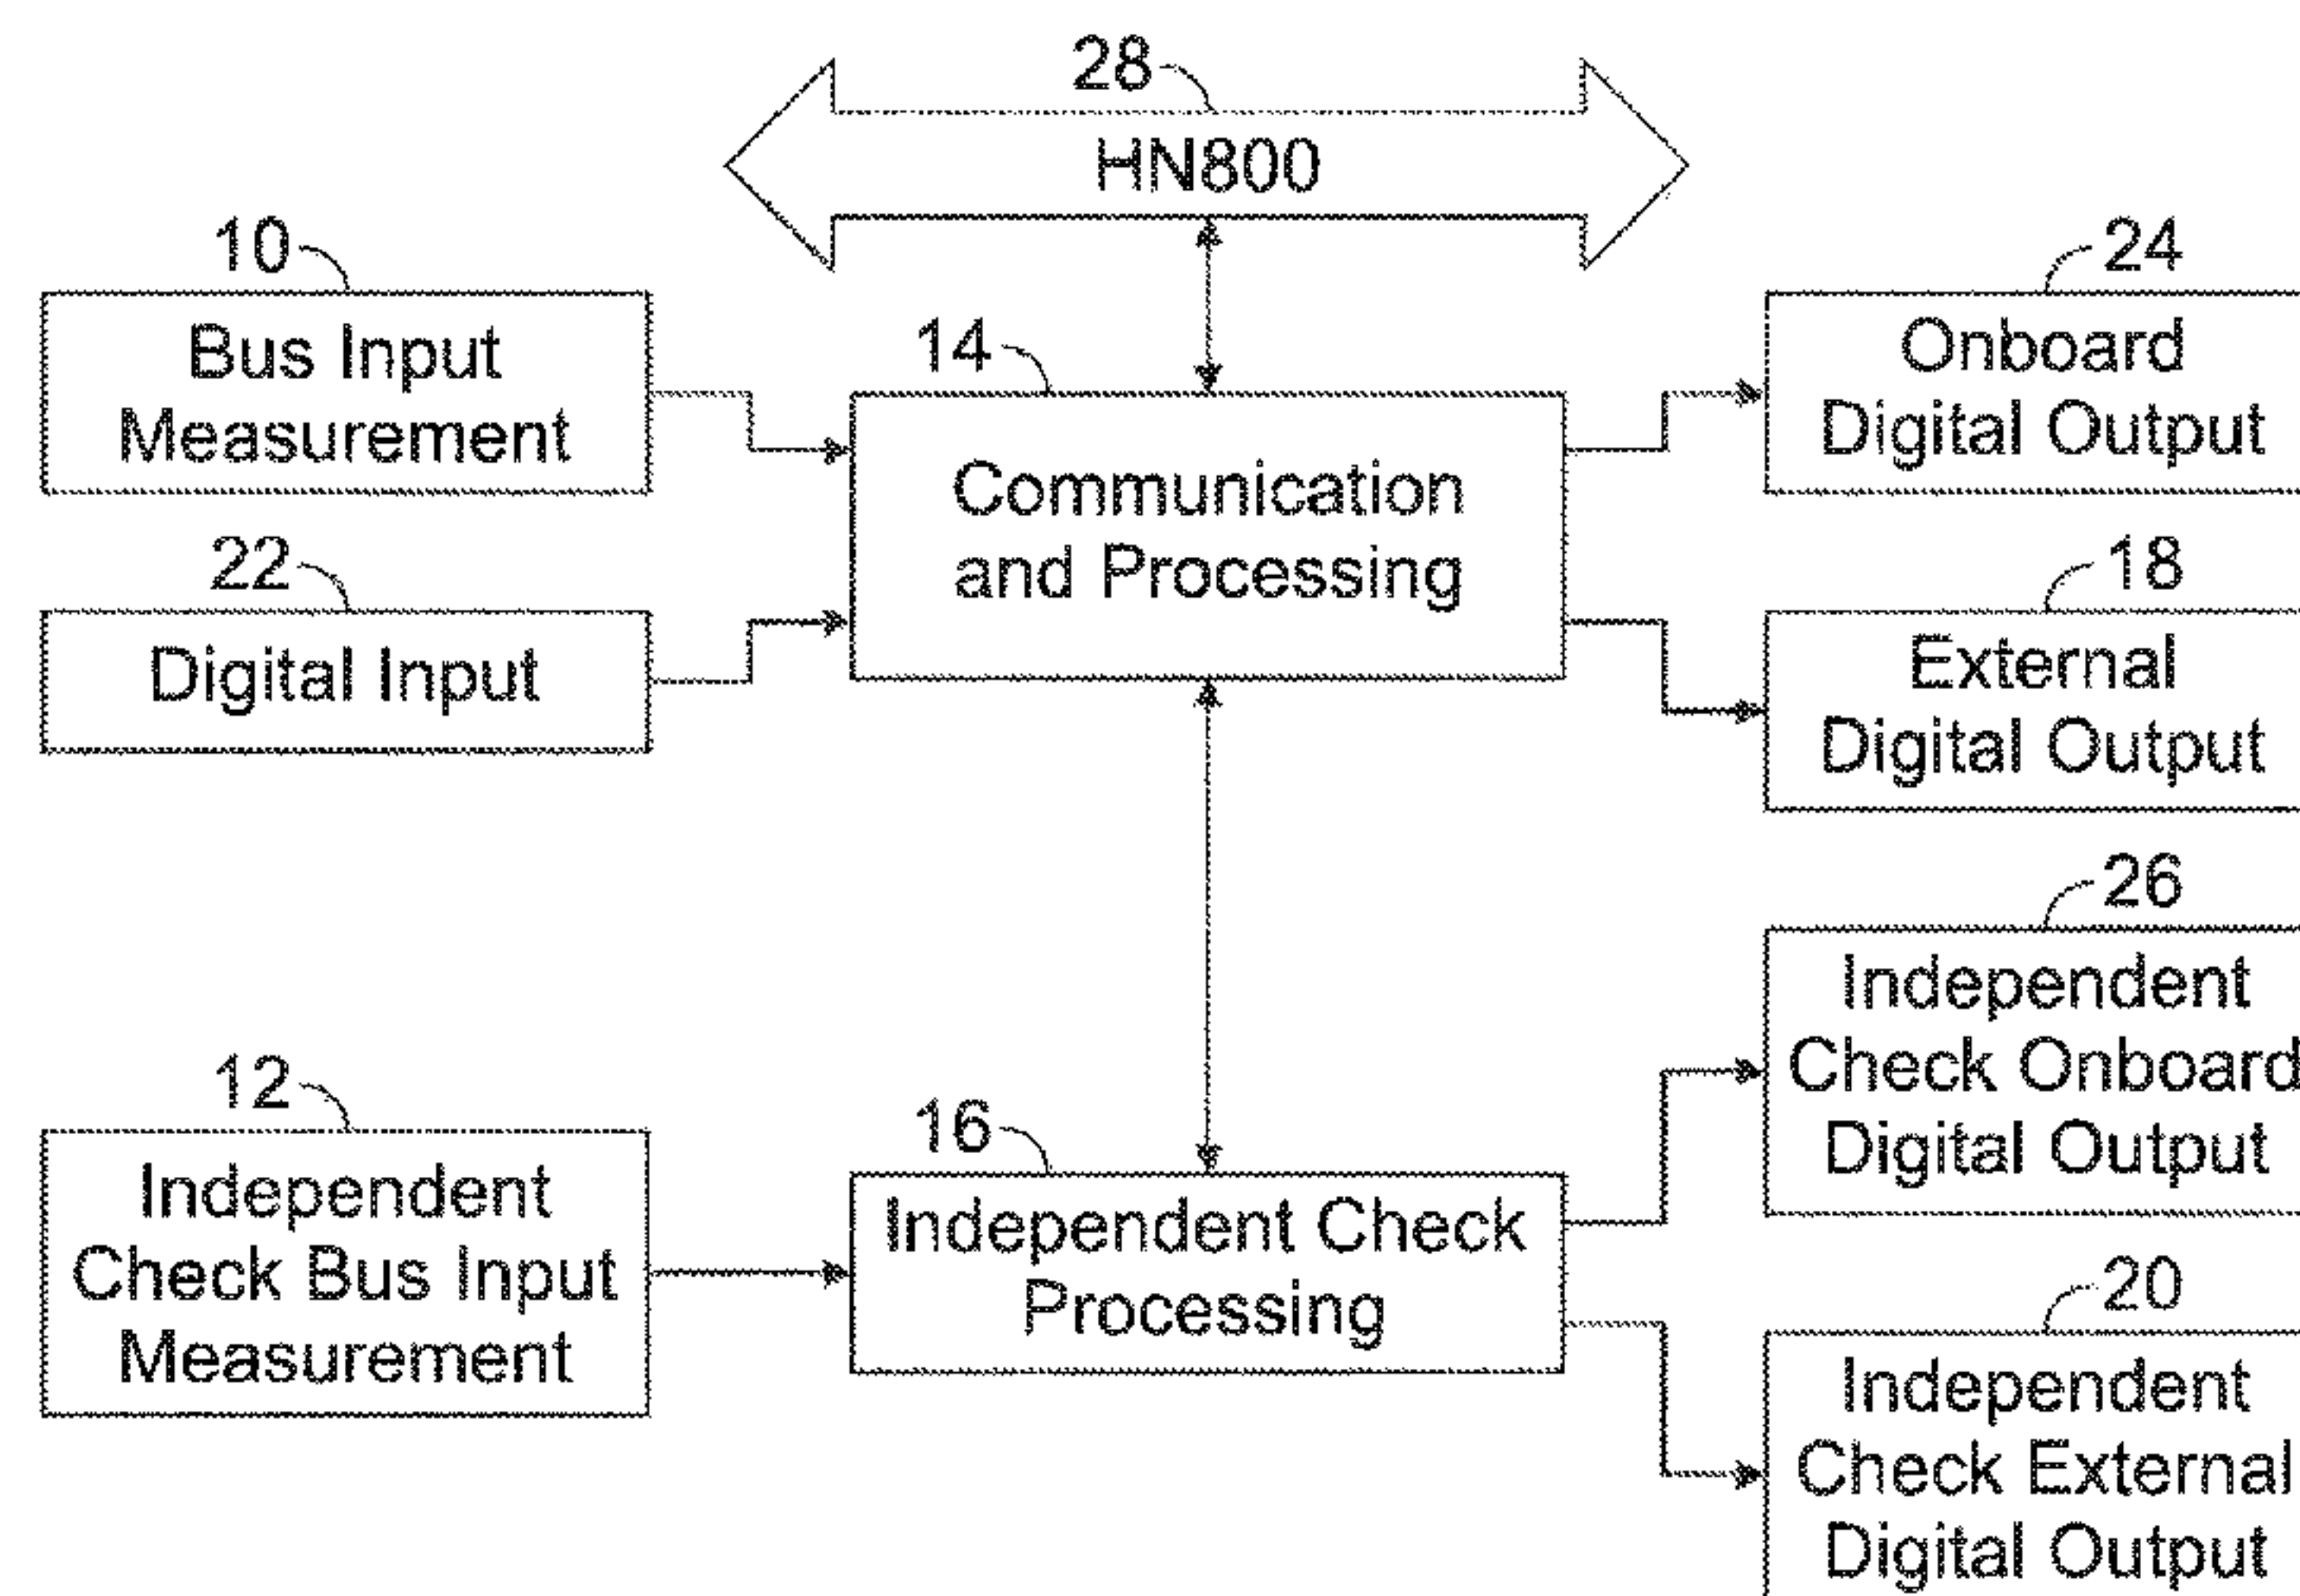 28
HN800
10
Bus Input
Measurement
14
24
Onboard
Digital Output
Communication
and Processing
22
Digital Input
18
External
Digital Output
26
Independent
Check Onboard
Digital Output
12
Independent
Check Bus Input
Measurement
16
Independent Check
Processing
20
Independent
Check External
Digital Output